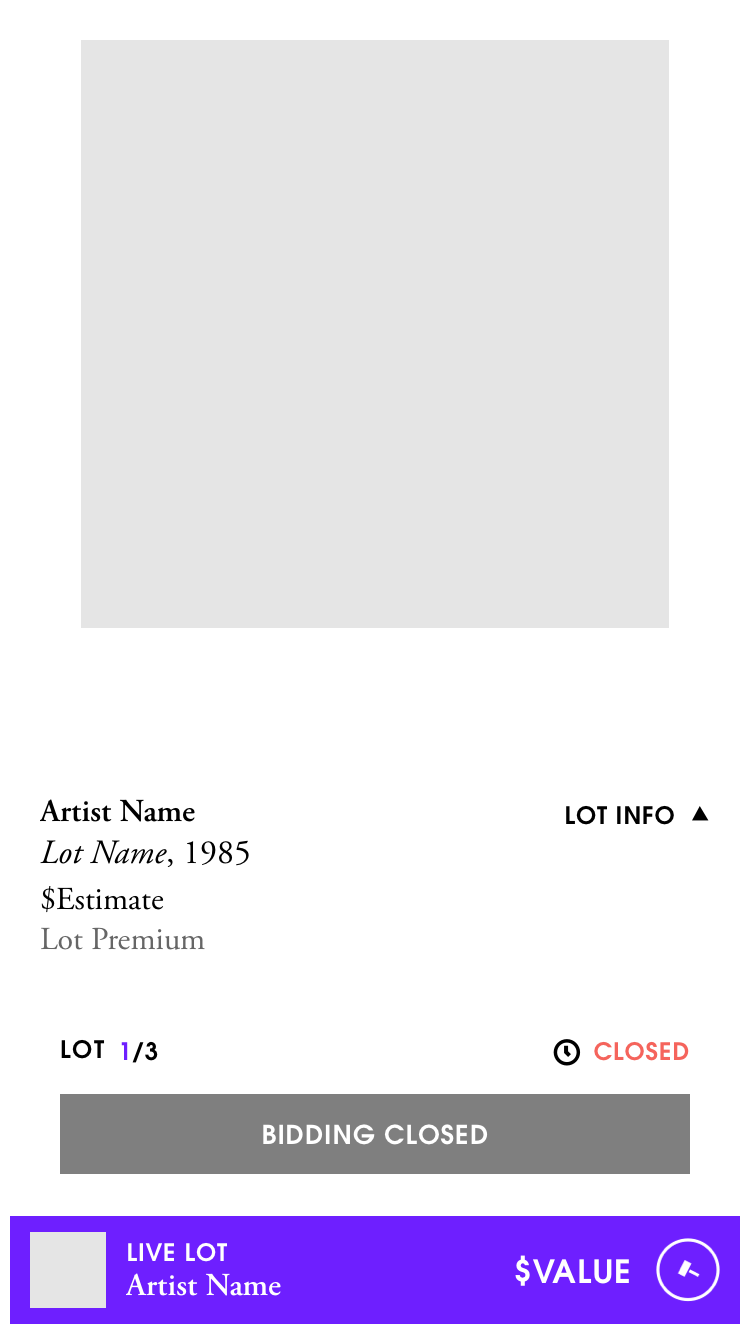 Artist Name
LOT INFO
Lot Name, 1985
$Estimate
Lot Premium
LOT 1/3
CLOSED
BIDDING CLOSED
LIVE LOT
Artist Name
$VALUE